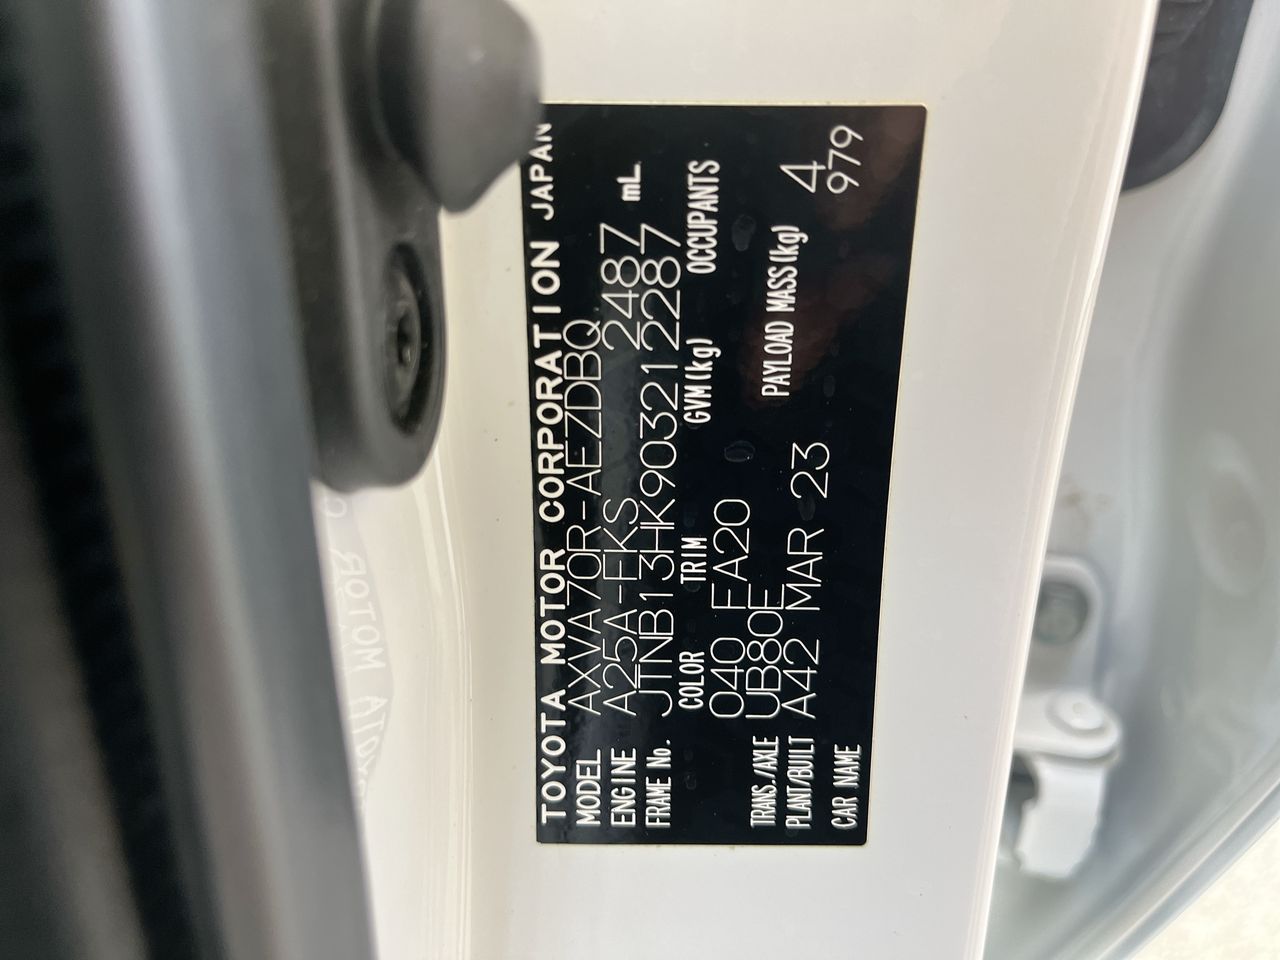 TOYOTA MOTOR CORPORATION JAPAN
MODEL AXVA70R-AEZDBQ
ENGINE A25A-FKS 2487 mL
FRAME No. JTNB13HK903212287
COLOR TRIM GVM(kg) OCCUPANTS
040 FA20
TRANS./AXLE UB80E PAYLOAD MASS(kg) 4
PLANT/BUILT A42 MAR 23 979
CAR NAME